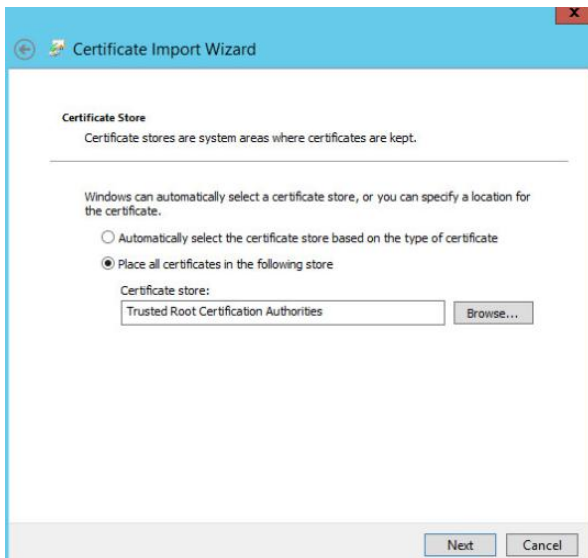 x
Certificate Import Wizard
Certificate Store
Certificate stores are system areas where certificates are kept.
Windows can automatically select a certificate store, or you can specify a location for
the certificate.
Automatically select the certificate store based on the type of certificate
Place all certificates in the following store
Certificate store:
Trusted Root Certification Authorities Browse...
Next Cancel